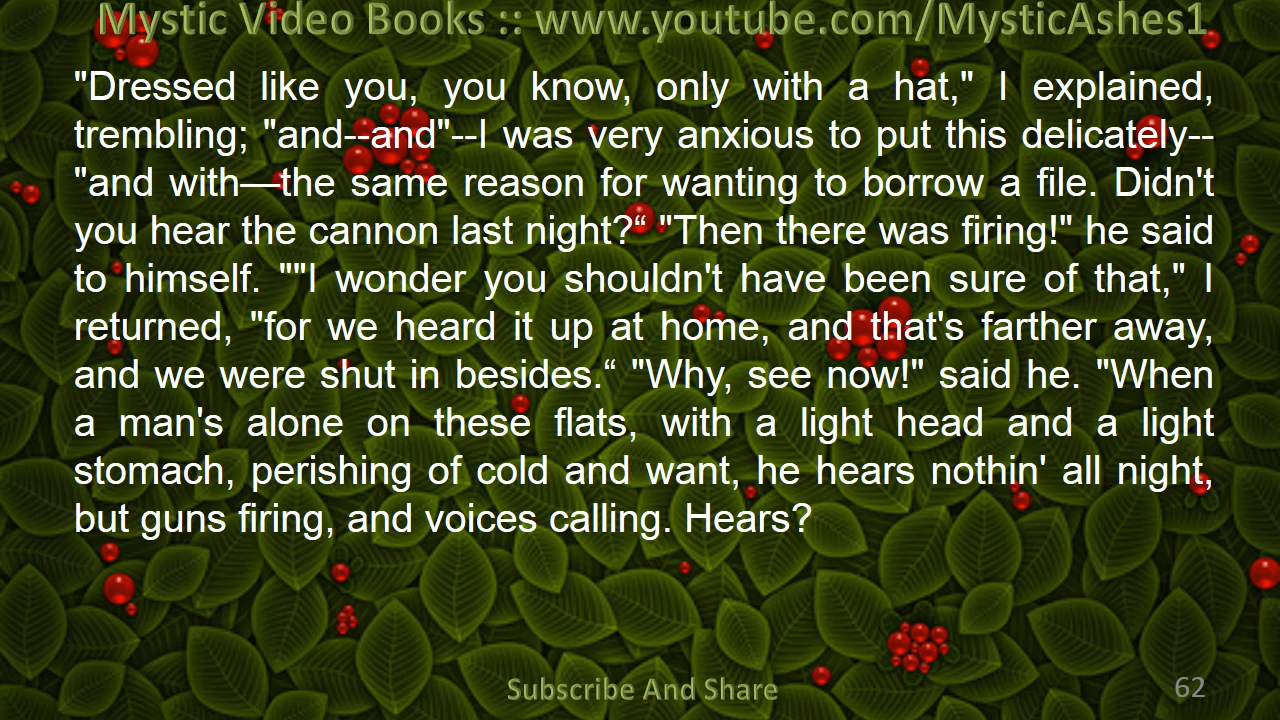 Mystic Video Books :: www.youtube.com/MysticAshes1
"Dressed like you, you know, only with a hat," I explained,
trembling; "and--and"--I was very anxious to put this delicately--
"and with—the same reason for wanting to borrow a file. Didn't
you hear the cannon last night?“ "Then there was firing!" he said
to himself. ""I wonder you shouldn't have been sure of that," I
returned, "for we heard it up at home, and that's farther away,
and we were shut in besides.“ "Why, see now!" said he. "When
a man's alone on these flats, with a light head and a light
stomach, perishing of cold and want, he hears nothin' all night,
but guns firing, and voices calling. Hears?
Subscribe And Share
62